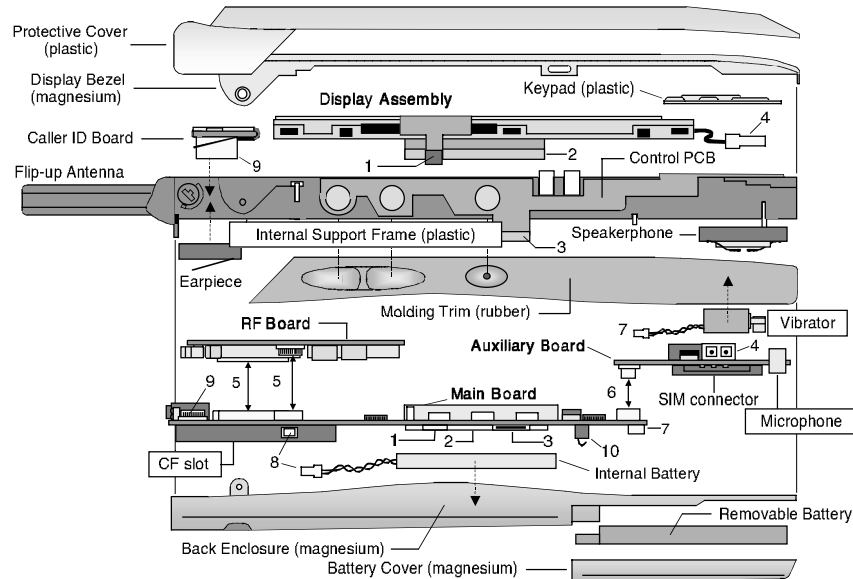 Protective Cover
(plastic)
Display Bezel
(magnesium)
Keypad (plastic)
Display Assembly
4
Caller ID Board
9
1
2
Control PCB
Flip-up Antenna
Speakerphone
Internal Support Frame (plastic)
3
Earpiece
Molding Trim (rubber)
7
Vibrator
RF Board
Auxiliary Board
4
9
5
5
6
SIM connector
Main Board
Microphone
1
2
3
7
10
CF slot
8
Internal Battery
Removable Battery
Back Enclosure (magnesium)
Battery Cover (magnesium)